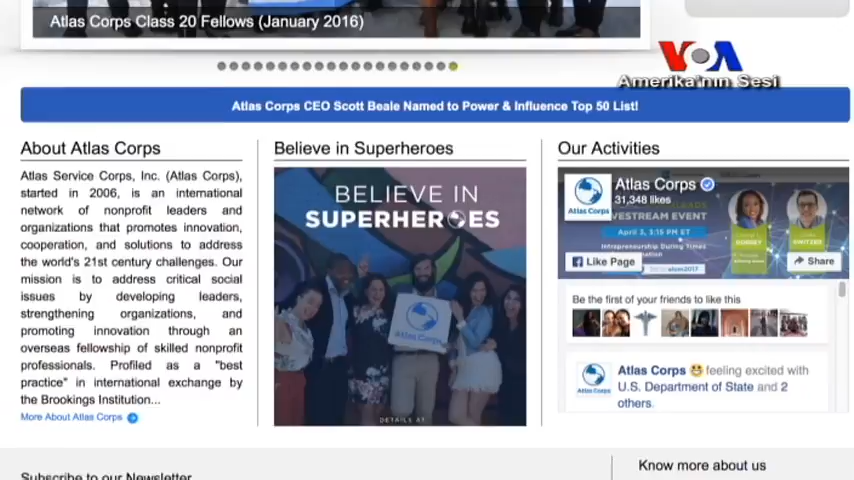 Atlas Corps Class 20 Fellows (January 2016)
VOA
Amerika'nın Sesi
Atlas Corps CEO Scott Beale Named to Power & Influence Top 50 List!
About Atlas Corps
Atlas Service Corps, Inc. (Atlas Corps),
started in 2006, is an international
network of nonprofit leaders and
organizations that promotes innovation,
cooperation, and solutions to address
the world's 21st century challenges. Our
mission is to address critical social
issues by developing leaders,
strengthening organizations, and
promoting innovation through an
overseas fellowship of skilled nonprofit
professionals. Profiled as a "best
practice" in international exchange by
the Brookings Institution...
More About Atlas Corps
Believe in Superheroes
BELIEVE IN
SUPERHEROES
Atlas Corps
DETAILS AT
Our Activities
Atlas Corps
31,348 likes
Atlas Corps
VESTREAM EVENT
April 3, 3:15 PM ET
Intrapreneurship During Times
Like Page
Share
Be the first of your friends to like this
Atlas Corps feeling excited with
U.S. Department of State and 2
others.
Atlas Corps
Subscribe to our Newsletter
Know more about us